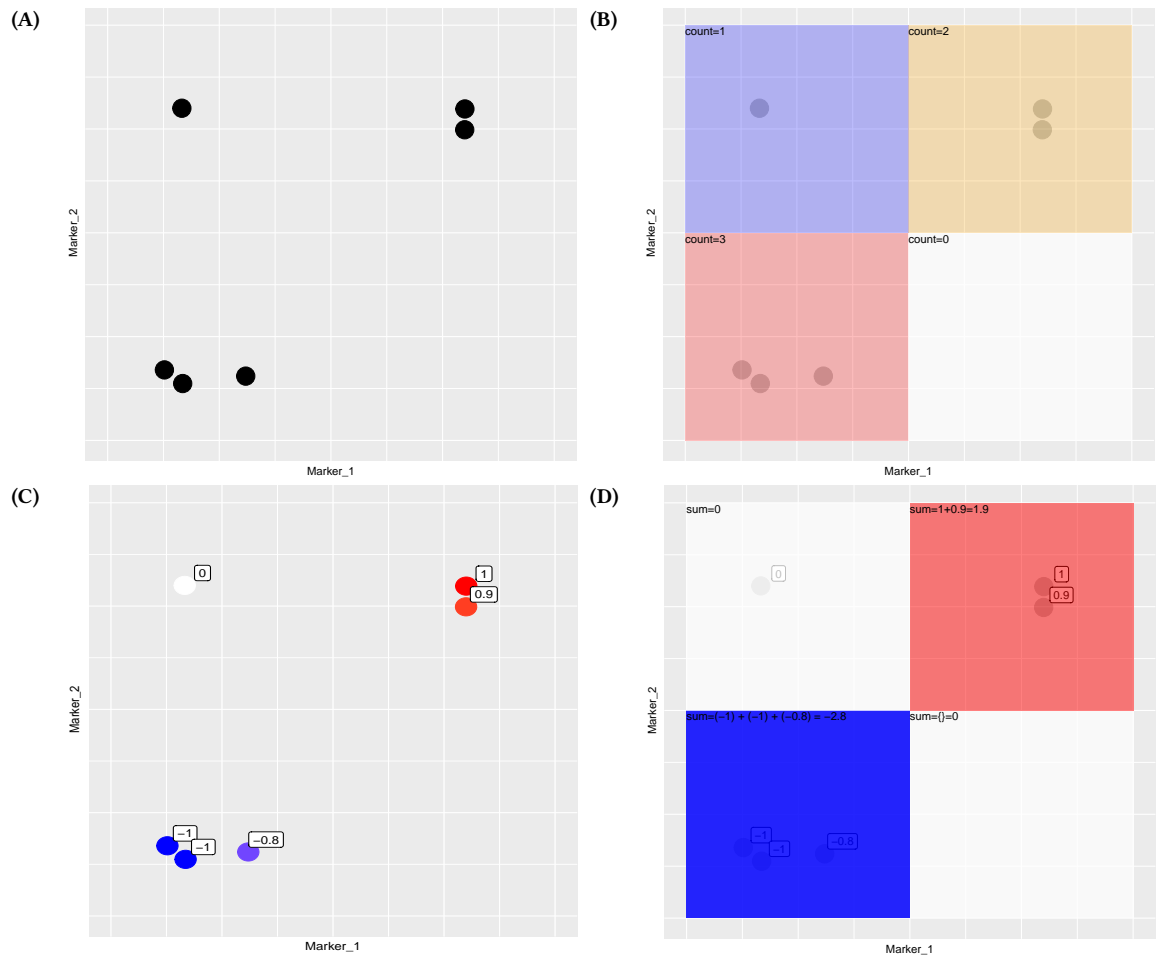 (A)
Marker_2
Marker_1
(B)
count=1
count=2
count=3
count=0
Marker_2
Marker_1
(C)
0
1
0.9
−1
−1
−0.8
Marker_2
Marker_1
(D)
sum=0
sum=1+0.9=1.9
0
1
0.9
sum=(−1) + (−1) + (−0.8) = −2.8
sum={}=0
−1
−1
−0.8
Marker_2
Marker_1